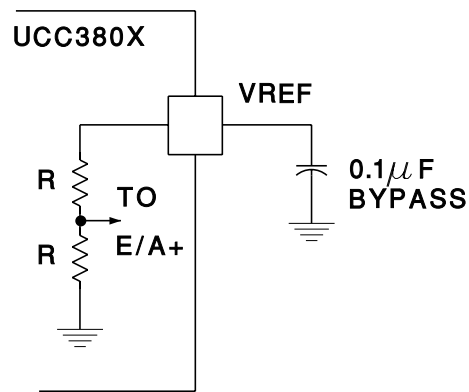 UCC380X
VREF
R
TO
E/A+
R
0.1μF
BYPASS